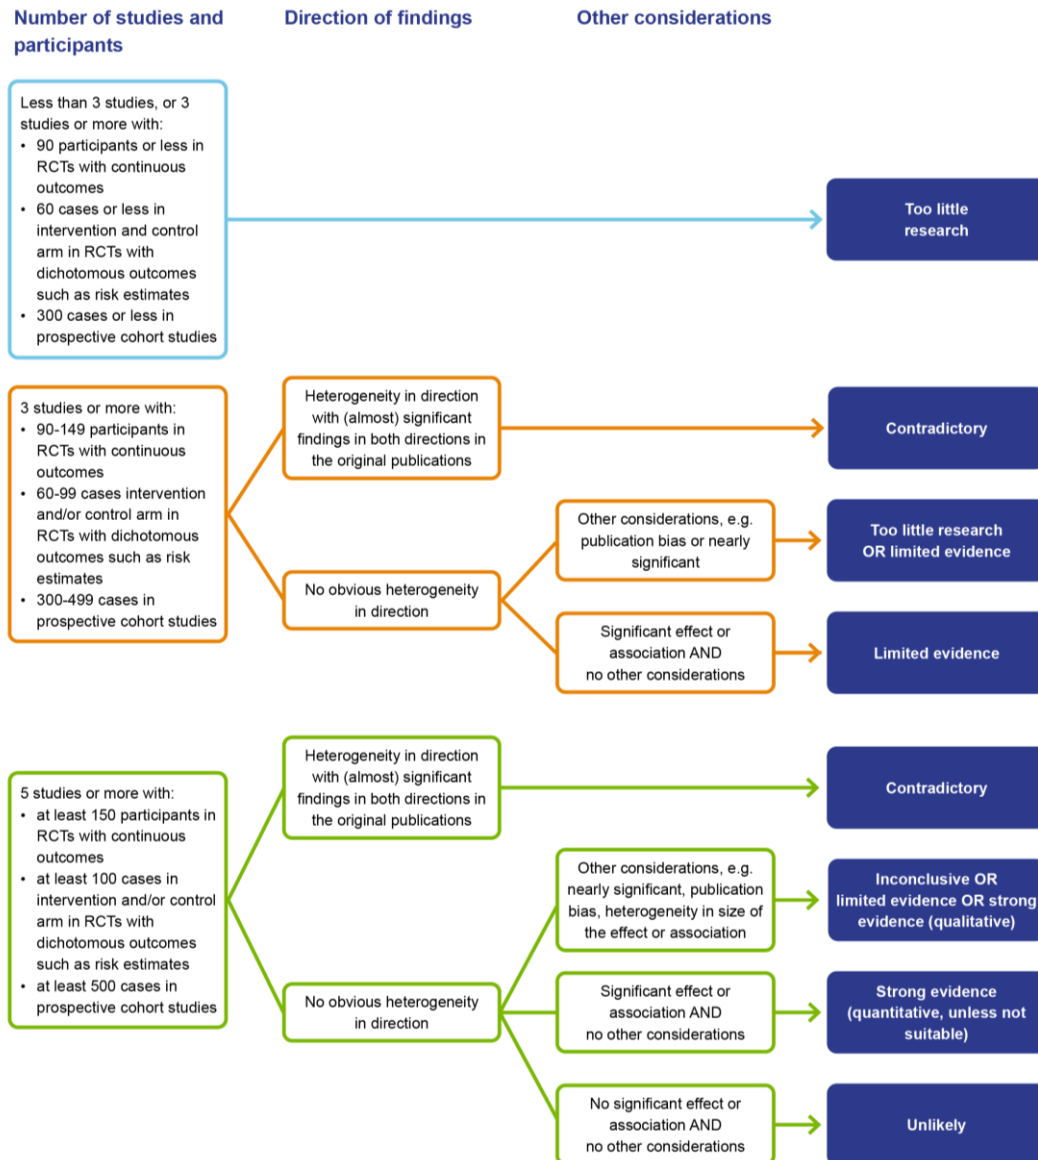 Number of studies and
participants
Direction of findings
Other considerations
Less than 3 studies, or 3
studies or more with:
• 90 participants or less in
RCTs with continuous
outcomes
• 60 cases or less in
intervention and control
arm in RCTs with
dichotomous outcomes
such as risk estimates
• 300 cases or less in
prospective cohort studies
Too little
research
3 studies or more with:
• 90-149 participants in
RCTs with continuous
outcomes
• 60-99 cases intervention
and/or control arm in
RCTs with dichotomous
outcomes such as risk
estimates
• 300-499 cases in
prospective cohort studies
Heterogeneity in direction
with (almost) significant
findings in both directions in
the original publications
Contradictory
No obvious heterogeneity
in direction
Other considerations, e.g.
publication bias or nearly
significant
Too little research
OR limited evidence
Significant effect or
association AND
no other considerations
Limited evidence
5 studies or more with:
• at least 150 participants in
RCTs with continuous
outcomes
• at least 100 cases in
intervention and/or control
arm in RCTs with
dichotomous outcomes
such as risk estimates
• at least 500 cases in
prospective cohort studies
Heterogeneity in direction
with (almost) significant
findings in both directions in
the original publications
Contradictory
No obvious heterogeneity
in direction
Other considerations, e.g.
nearly significant, publication
bias, heterogeneity in size of
the effect or association
Inconclusive OR
limited evidence OR strong
evidence (qualitative)
Significant effect or
association AND
no other considerations
Strong evidence
(quantitative, unless not
suitable)
No significant effect or
association AND
no other considerations
Unlikely